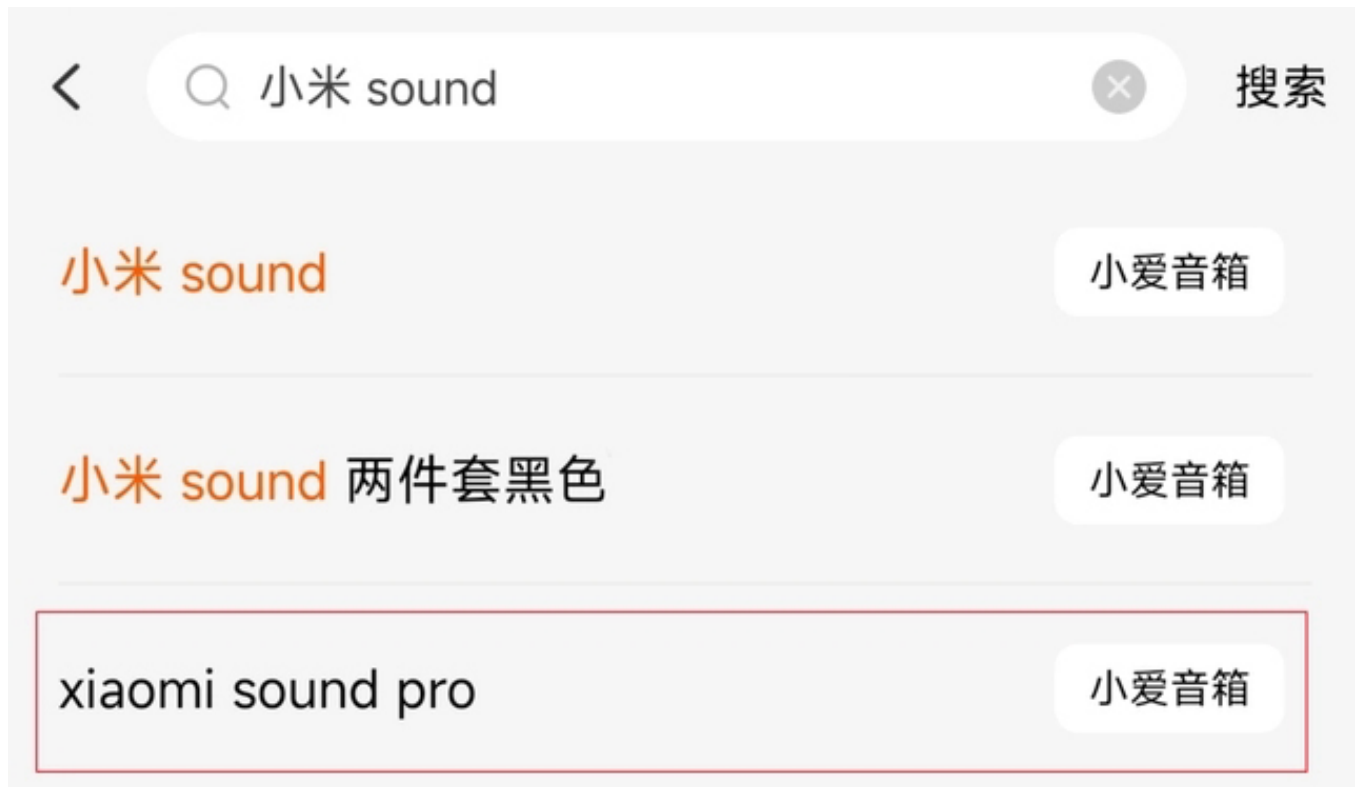 小米 sound 搜索
小米 sound 小爱音箱
小米 sound 两件套黑色 小爱音箱
xiaomi sound pro 小爱音箱